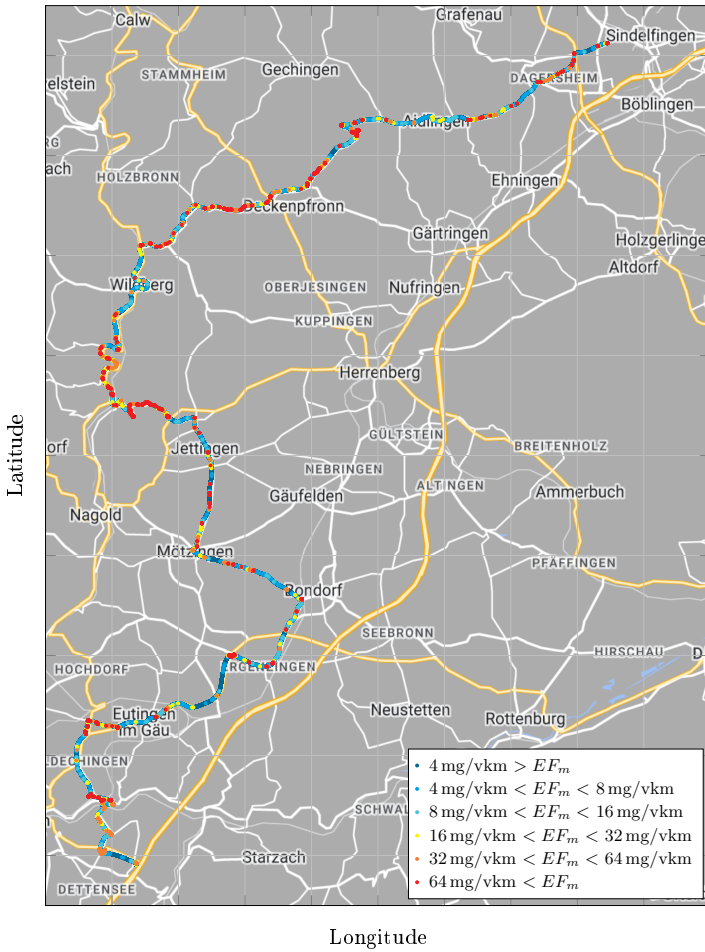 Grafenau
Calw
Sindelfingen
Gechingen
STAMMHEIM
DAGERSHEIM
velstein
Böblingen
Aidlingen
RG
ach
HOLZBRONN
Ehningen
Deckenpfronn
Gärtringen
Holzgerlinge
Altdorf
Wildberg
OBERJESINGEN
Nufringen
KUPPINGEN
Herrenberg
Latitude
GÜLTSTEIN
orf
Jettingen
BREITENHOLZ
NEBRINGEN
ALTINGEN
Gäufelden
Ammerbuch
Nagold
Mötzingen
PFÄFFINGEN
Bondorf
SEEBRONN
HIRSCHAU
D
HOCHDORF
ERGENZINGEN
Eutingen
im Gäu
Neustetten
Rottenburg
LDECHINGEN
SCHWAL
Starzach
DETTENSEE
4 mg/vkm > EF_m
4 mg/vkm < EF_m < 8 mg/vkm
8 mg/vkm < EF_m < 16 mg/vkm
16 mg/vkm < EF_m < 32 mg/vkm
32 mg/vkm < EF_m < 64 mg/vkm
64 mg/vkm < EF_m
Longitude